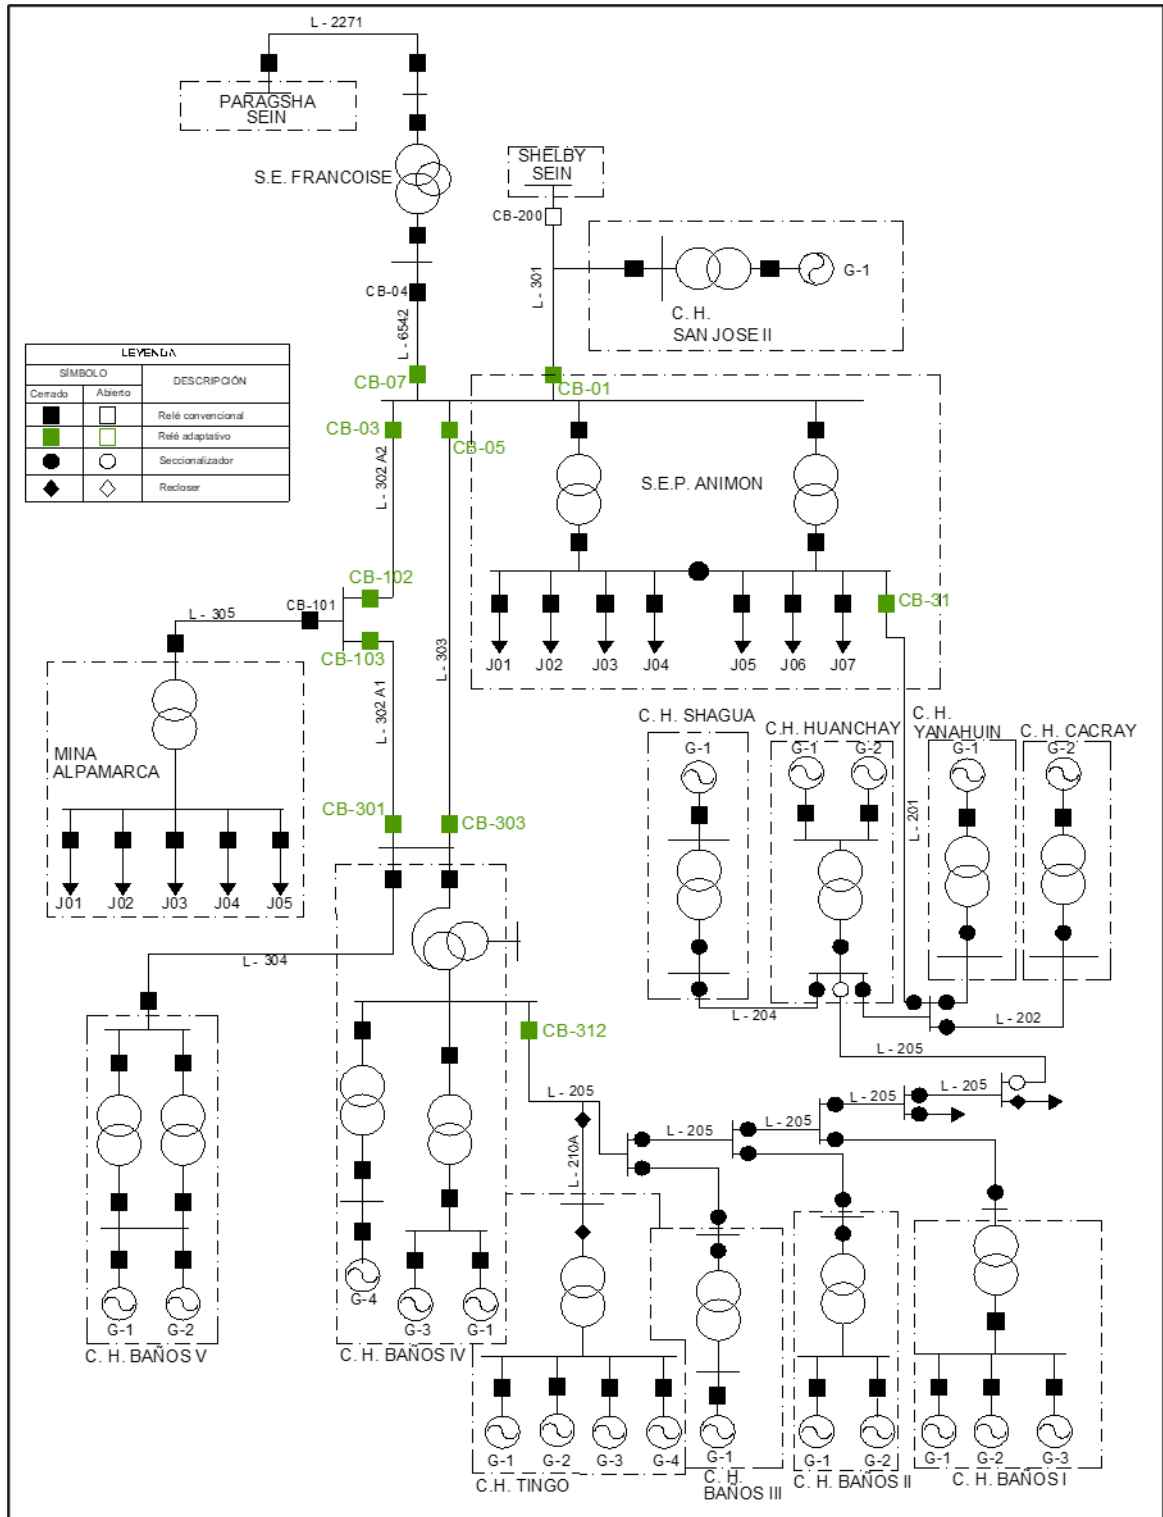 L - 2271
PARAGSHA
SEIN
S.E. FRANCOISE
SHELBY
SEIN
CB-200
L - 301
G-1
C. H.
SAN JOSE II
CB-04
L - 6542
LEYENDA
SÍMBOLO
DESCRIPCIÓN
Cerrado
Abierto
Relé convencional
Relé adaptativo
Seccionalizador
Recloser
CB-07
CB-01
CB-03
CB-05
L - 302 A2
S.E.P. ANIMON
CB-102
CB-101
L - 305
CB-103
L - 303
CB-31
J01
J02
J03
J04
J05
J06
J07
L - 302 A1
MINA
ALPAMARCA
C. H. SHAGUA
C.H. HUANCHAY
C. H.
YANAHUIN
C. H. CACRAY
G-1
G-1
G-2
G-1
G-2
L - 201
CB-301
CB-303
J01
J02
J03
J04
J05
L - 304
L - 204
L - 202
CB-312
L - 205
L - 205
L - 205
L - 205
L - 205
L - 210A
G-4
G-3
G-1
G-1
G-2
C. H. BAÑOS V
C. H. BAÑOS IV
G-1
G-2
G-3
G-4
C.H. TINGO
G-1
C. H.
BAÑOS III
G-1
G-2
C. H. BAÑOS II
G-1
G-2
G-3
C. H. BAÑOS I